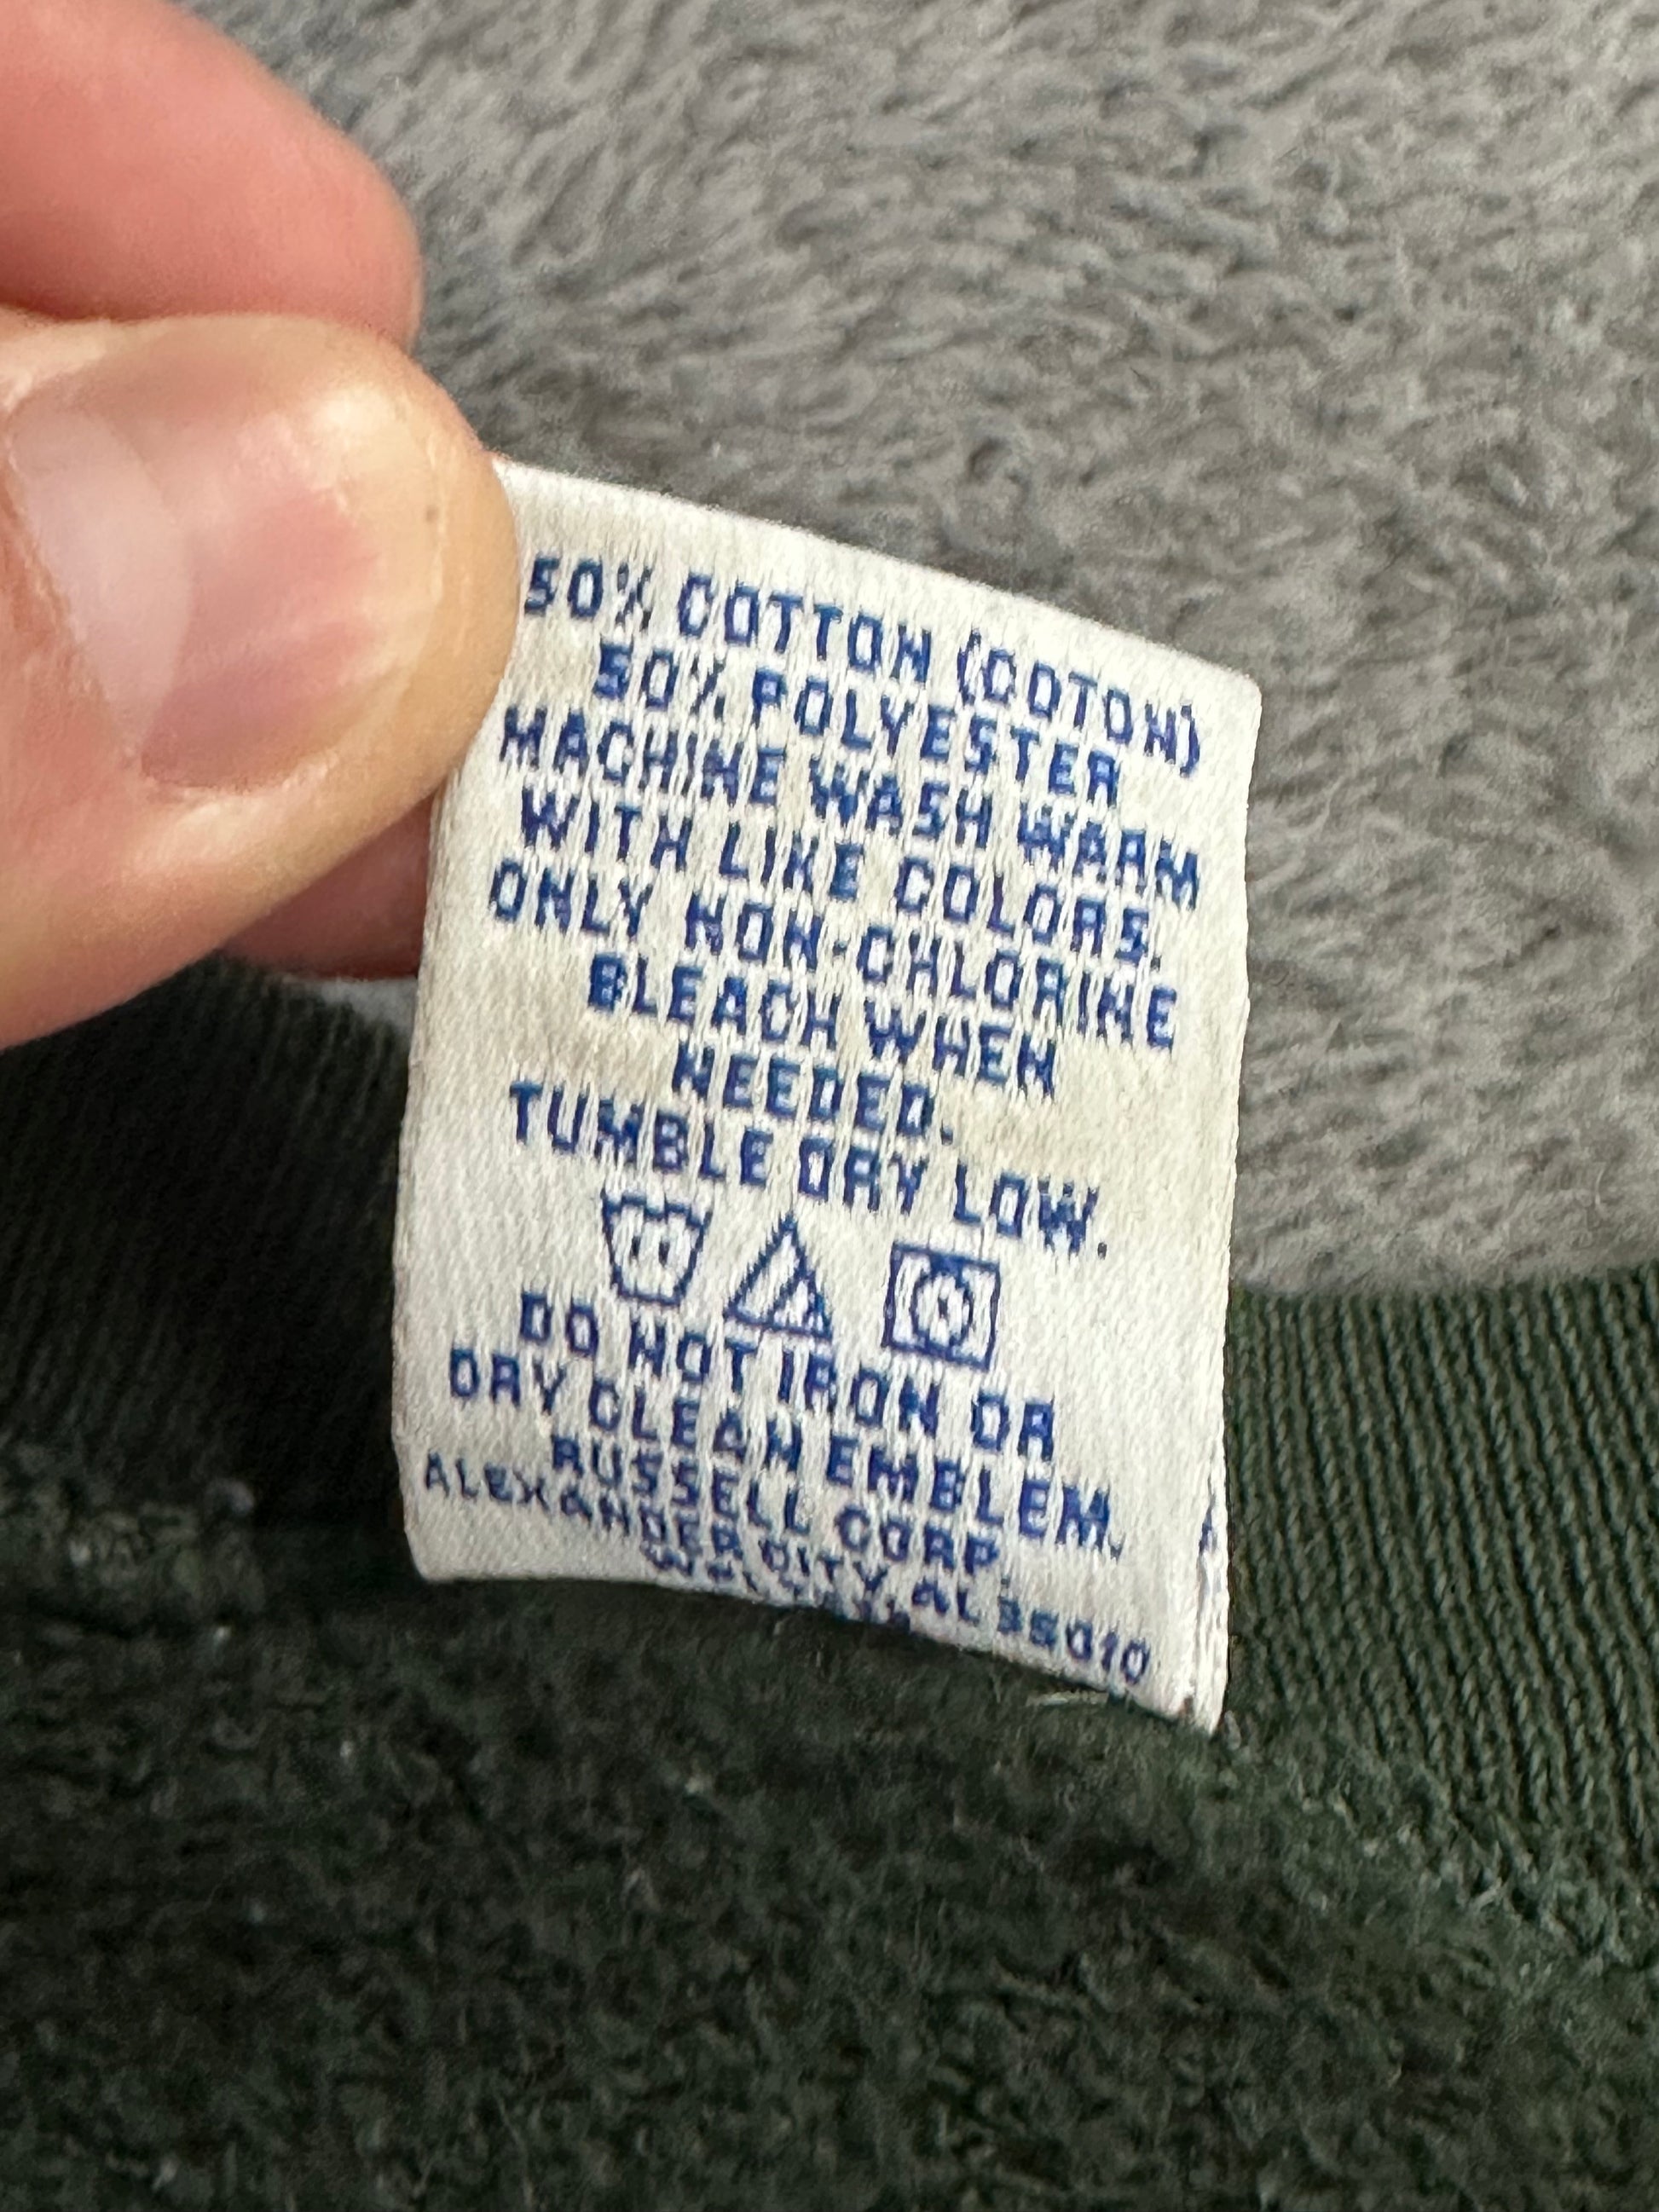 50% COTTON (COTON)
50% POLYESTER
MACHINE WASH WARM
WITH LIKE COLORS.
ONLY NON-CHLORINE
BLEACH WHEN
NEEDED.
TUMBLE DRY LOW.
DO NOT IRON OR
DRY CLEAN EMBLEM.
RUSSELL CORP.
ALEXANDER CITY, AL 35010